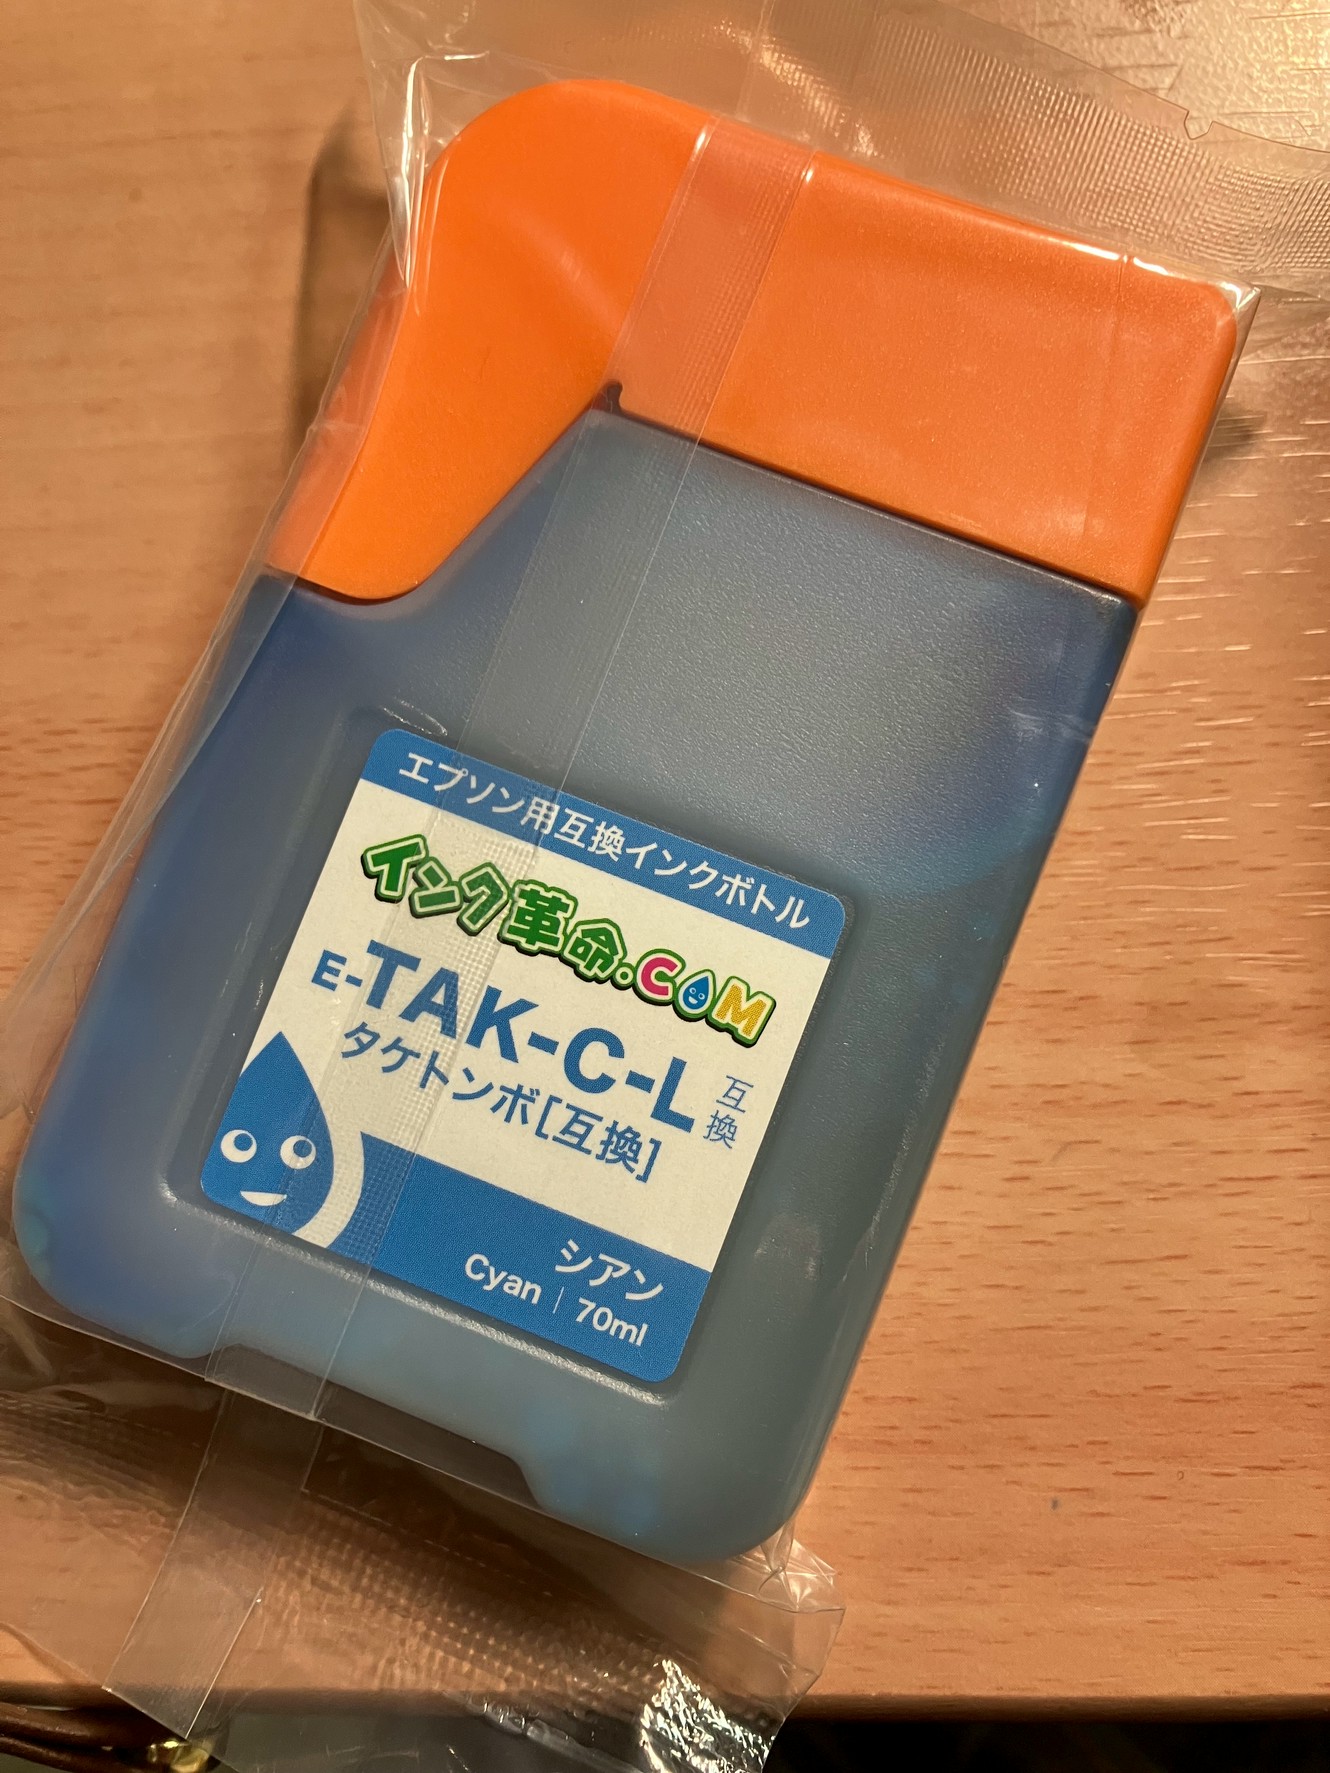 エプソン用互換インクボトル
インク革命.COM
E-TAK-C-L 互換
タケトンボ[互換]
シアン
Cyan | 70ml